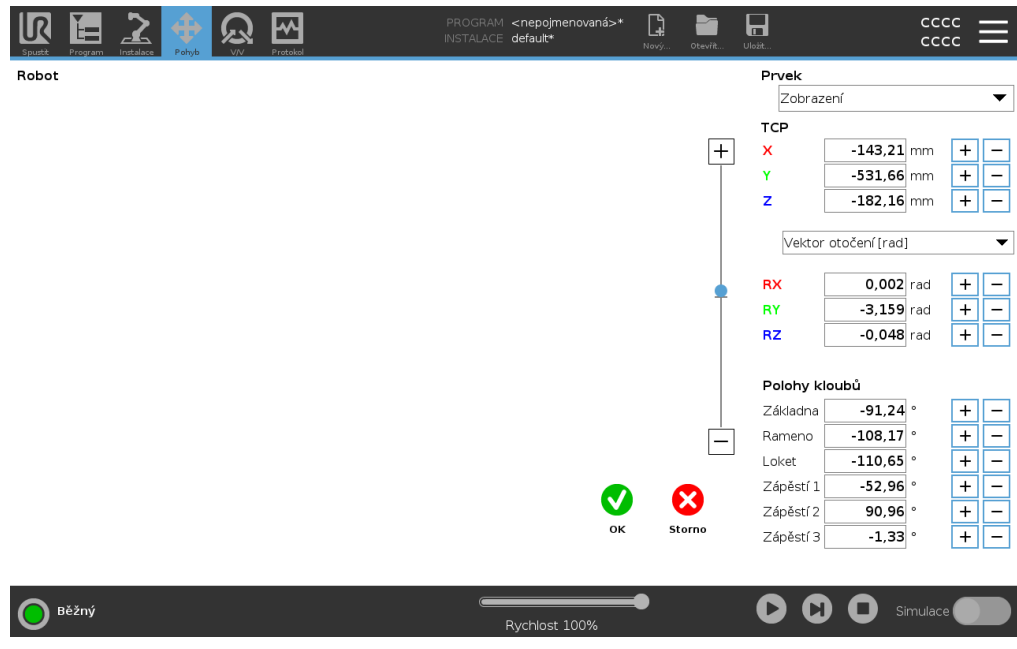 PROGRAM <nepojmenovaná>*
INSTALACE default*
Spustit
Program
Instalace
Pohyb
V/V
Protokol
Nový...
Otevřít...
Uložit...
CCCC
CCCC
Robot
Prvek
Zobrazení
TCP
X -143,21 mm + −
Y -531,66 mm + −
Z -182,16 mm + −
Vektor otočení [rad]
RX 0,002 rad + −
RY -3,159 rad + −
RZ -0,048 rad + −
Polohy kloubů
Základna -91,24 ° + −
Rameno -108,17 ° + −
Loket -110,65 ° + −
Zápěstí 1 -52,96 ° + −
Zápěstí 2 90,96 ° + −
Zápěstí 3 -1,33 ° + −
OK
Storno
Běžný
Rychlost 100%
Simulace